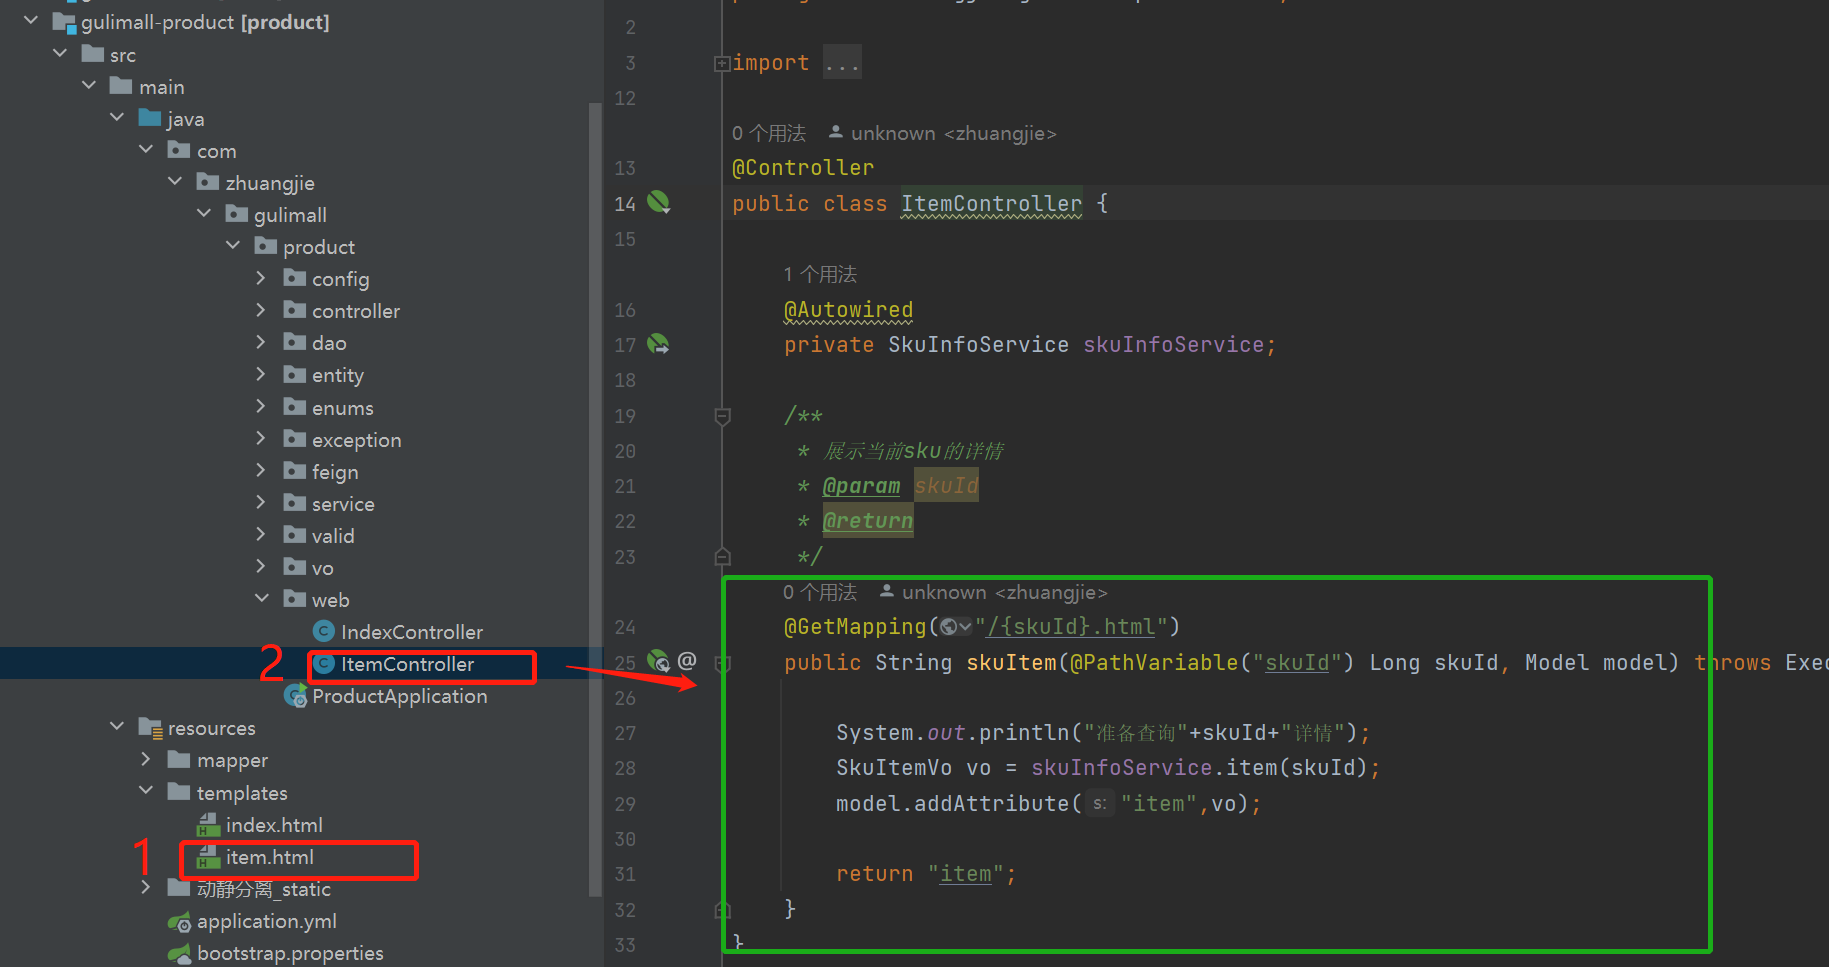 gulimall-product [product]
src
main
java
com
zhuangjie
gulimall
product
config
controller
dao
entity
enums
exception
feign
service
valid
vo
web
IndexController
2 ItemController
ProductApplication
resources
mapper
templates
index.html
1 item.html
动静分离_static
application.yml
bootstrap.properties
2
3 import ...
12
0 个用法 unknown <zhuangjie>
13 @Controller
14 public class ItemController {
15
1 个用法
16 @Autowired
17 private SkuInfoService skuInfoService;
18
19 /**
20 * 展示当前sku的详情
21 * @param skuId
22 * @return
23 */
0 个用法 unknown <zhuangjie>
24 @GetMapping("/{skuId}.html")
25 @ public String skuItem(@PathVariable("skuId") Long skuId, Model model) throws Exec
26
27 System.out.println("准备查询"+skuId+"详情");
28 SkuItemVo vo = skuInfoService.item(skuId);
29 model.addAttribute( s: "item",vo);
30
31 return "item";
32 }
33 }